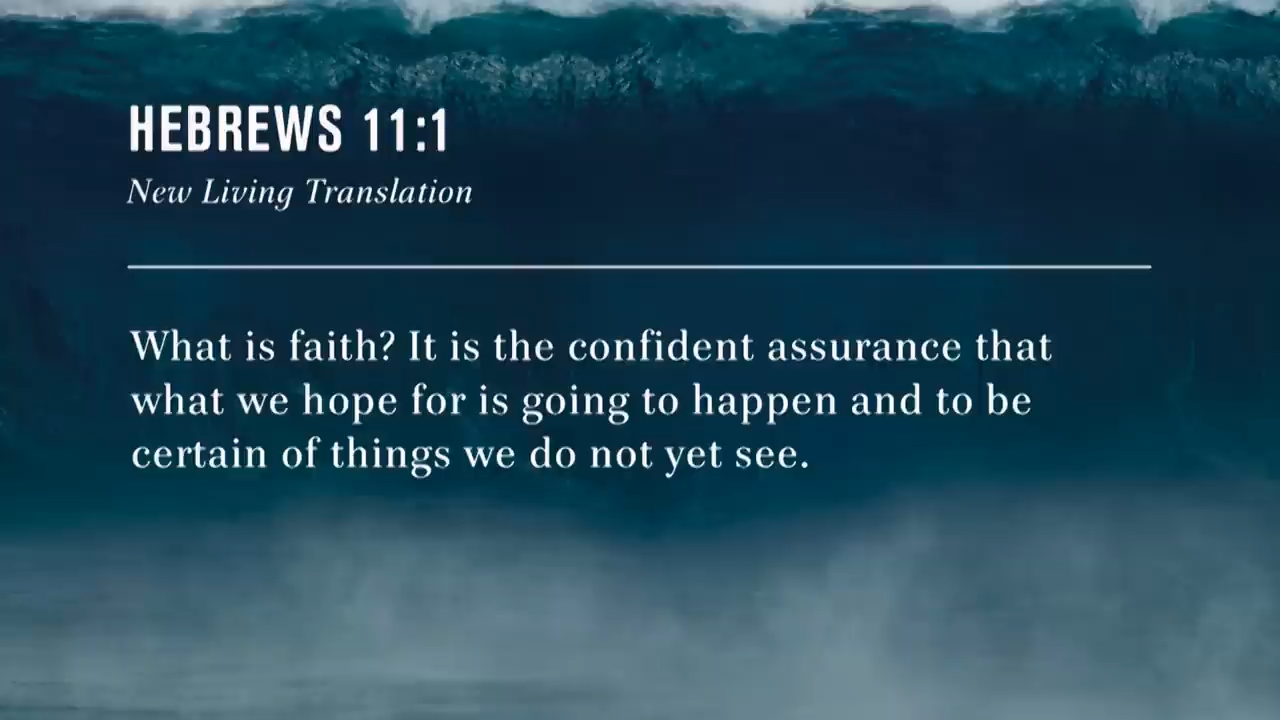 HEBREWS 11:1
New Living Translation
What is faith? It is the confident assurance that
what we hope for is going to happen and to be
certain of things we do not yet see.